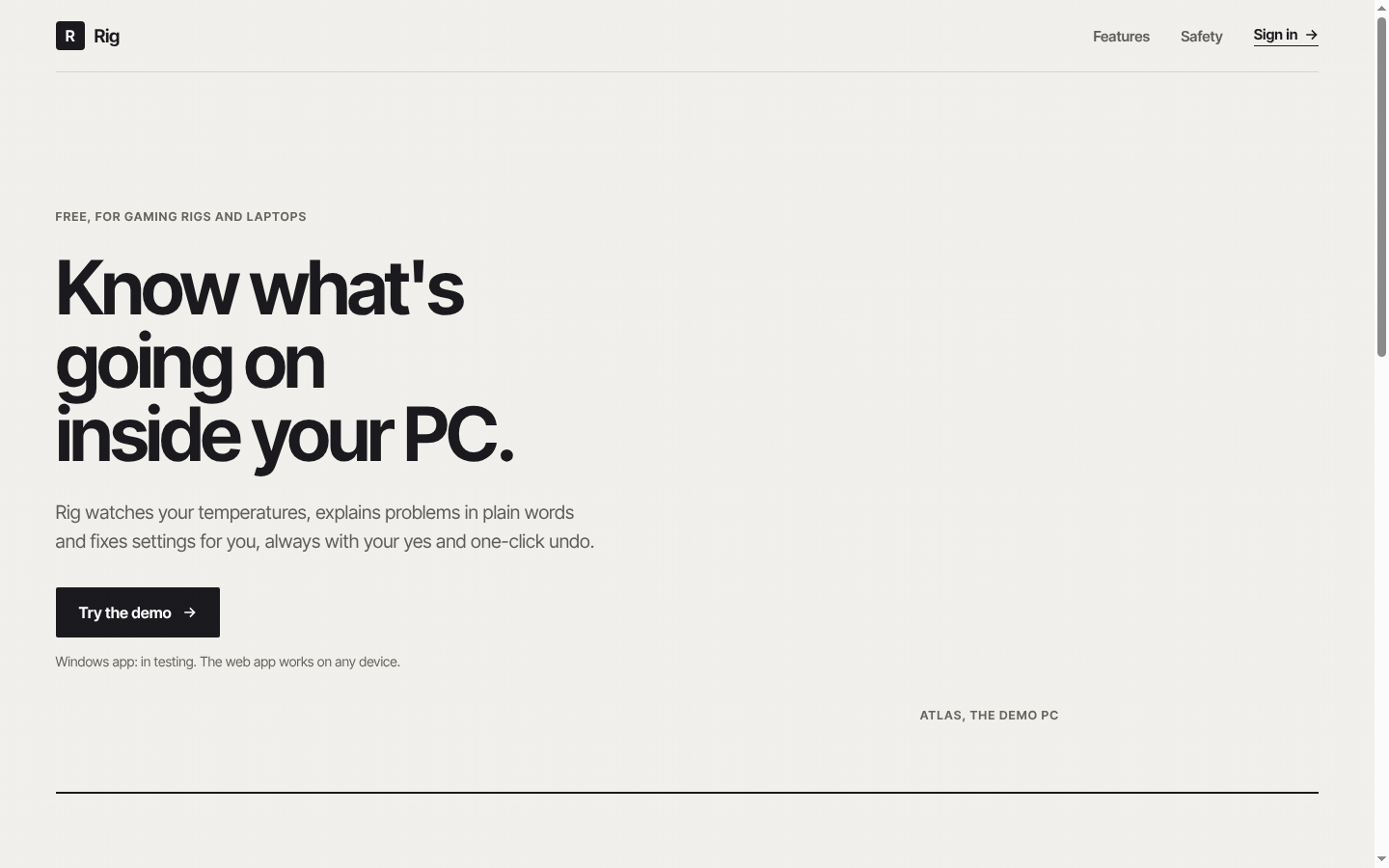 R Rig
Features Safety Sign in →
FREE, FOR GAMING RIGS AND LAPTOPS
Know what's
going on
inside your PC.
Rig watches your temperatures, explains problems in plain words
and fixes settings for you, always with your yes and one-click undo.
Try the demo →
Windows app: in testing. The web app works on any device.
ATLAS, THE DEMO PC